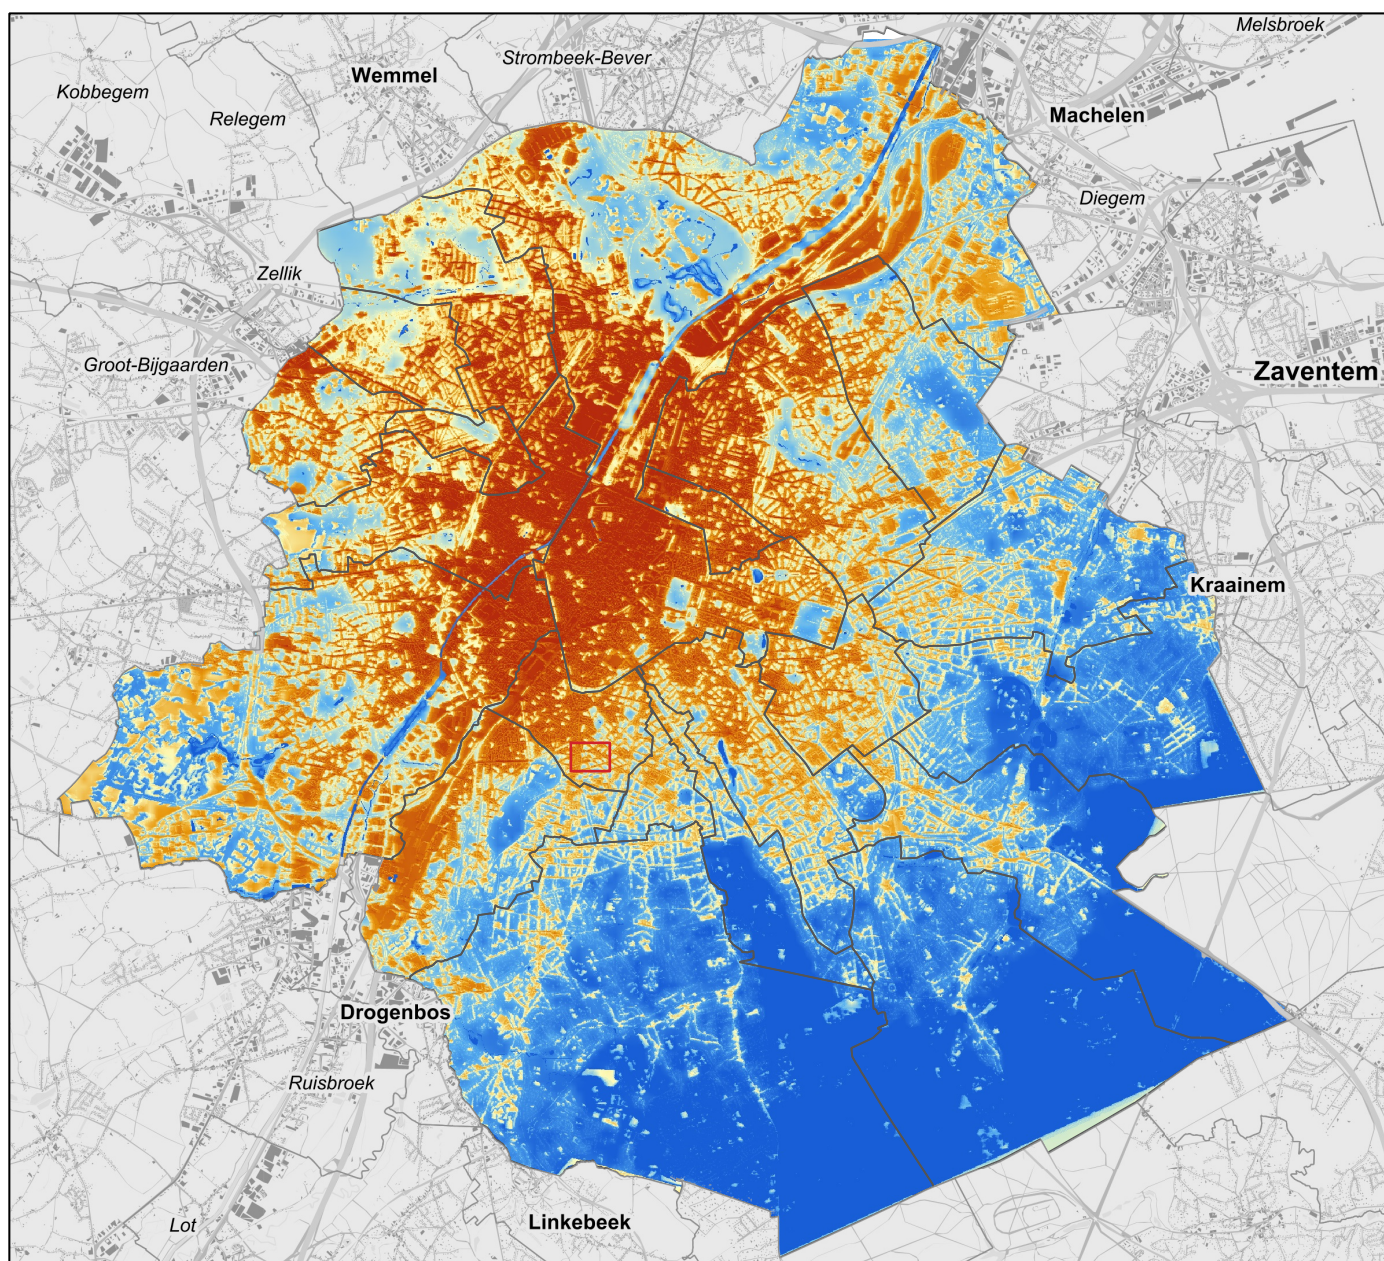 Melsbroek
Strombeek-Bever
Wemmel
Kobbegem
Machelen
Relegem
Diegem
Zellik
Groot-Bijgaarden
Zaventem
Kraainem
Drogenbos
Ruisbroek
Lot
Linkebeek